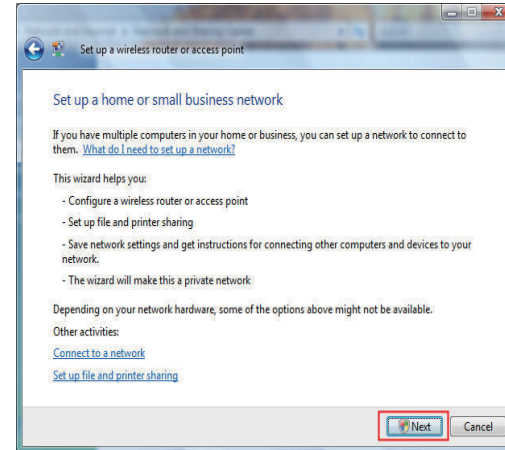 Set up a wireless router or access point
Set up a home or small business network
If you have multiple computers in your home or business, you can set up a network to connect to
them. What do I need to set up a network?
This wizard helps you:
- Configure a wireless router or access point
- Set up file and printer sharing
- Save network settings and get instructions for connecting other computers and devices to your
network.
- The wizard will make this a private network
Depending on your network hardware, some of the options above might not be available.
Other activities:
Connect to a network
Set up file and printer sharing
Next Cancel